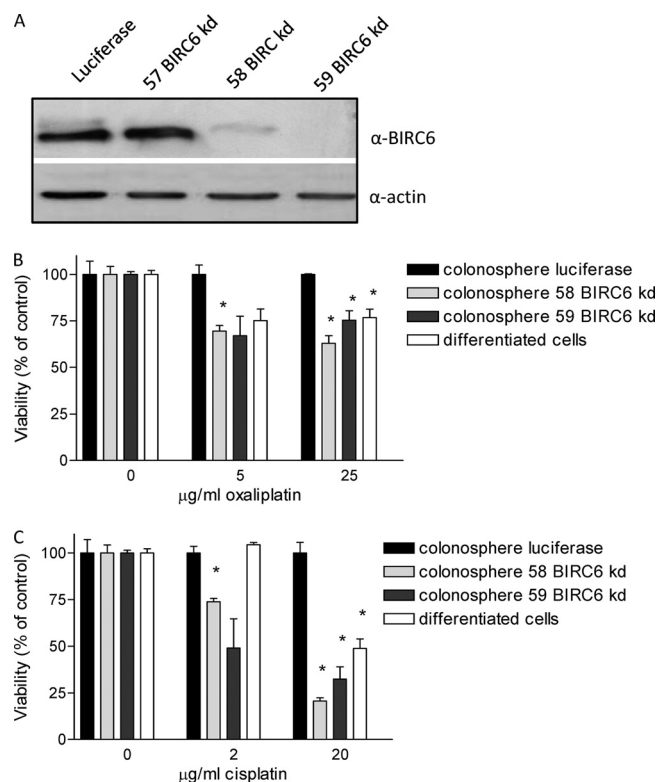 A
Luciferase
57 BIRC6 kd
58 BIRC kd
59 BIRC6 kd
α-BIRC6
α-actin
B
Viability (% of control)
100
75
50
25
0
* * * *
0 5 25
μg/ml oxaliplatin
colonosphere luciferase
colonosphere 58 BIRC6 kd
colonosphere 59 BIRC6 kd
differentiated cells
C
Viability (% of control)
100
75
50
25
0
* * * *
0 2 20
μg/ml cisplatin
colonosphere luciferase
colonosphere 58 BIRC6 kd
colonosphere 59 BIRC6 kd
differentiated cells